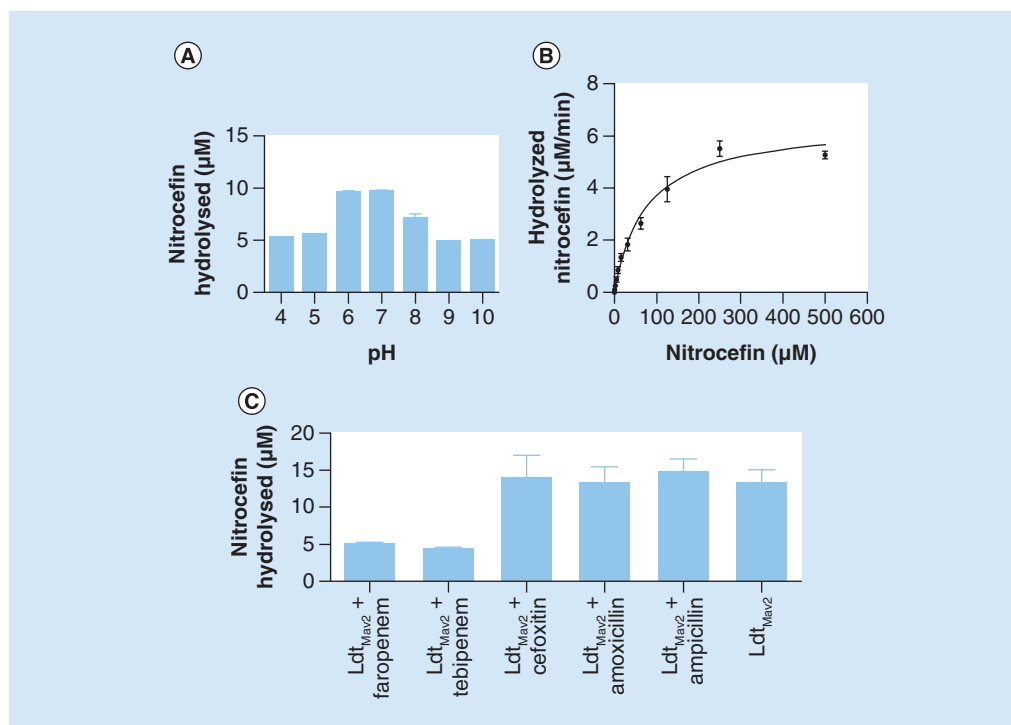 A
Nitrocefin
hydrolysed (µM)
15
10
5
0
4 5 6 7 8 9 10
pH
B
Hydrolyzed
nitrocefin (µM/min)
8
6
4
2
0
0 100 200 300 400 500 600
Nitrocefin (µM)
C
Nitrocefin
hydrolysed (µM)
20
15
10
5
0
LdtMav2 +
faropenem
LdtMav2 +
tebipenem
LdtMav2 +
cefoxitin
LdtMav2 +
amoxicillin
LdtMav2 +
ampicillin
LdtMav2